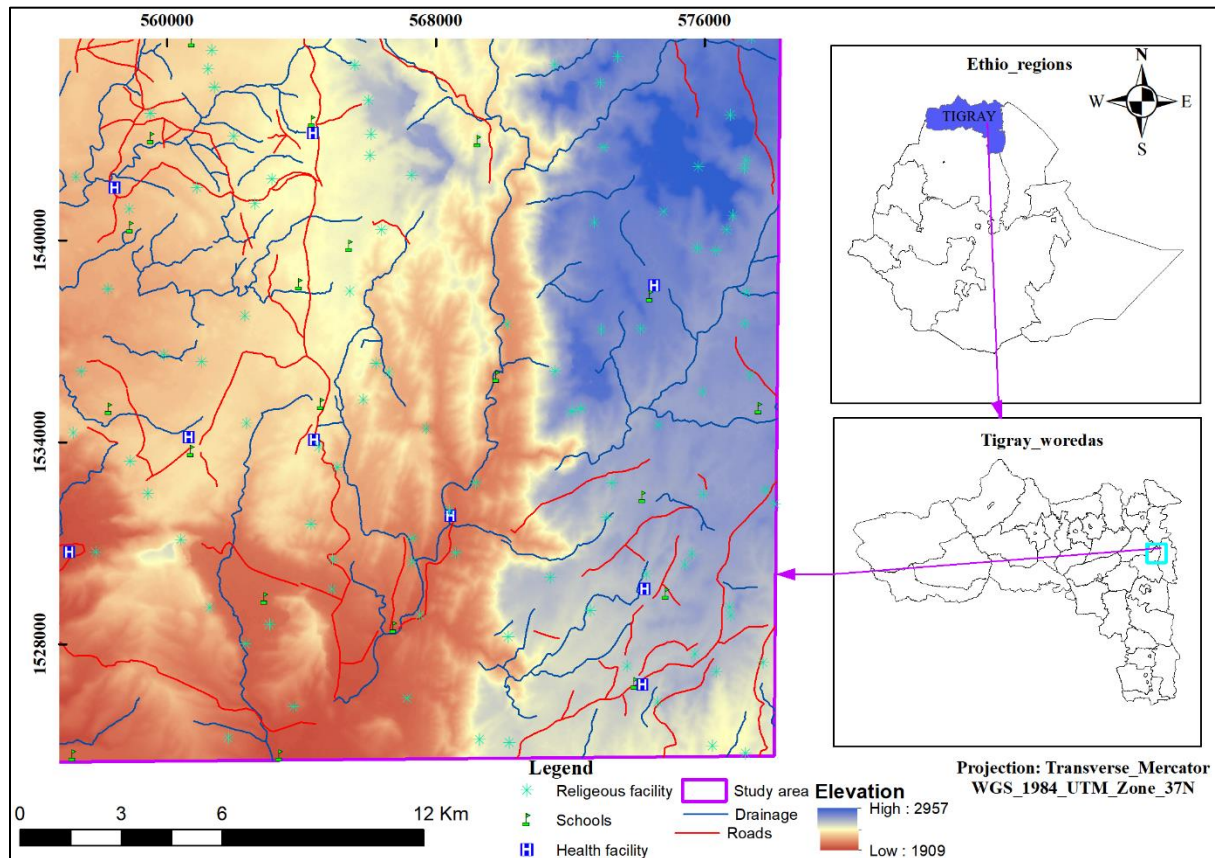 560000 568000 576000
1540000
1534000
1528000
Ethio_regions
N
W E
S
TIGRAY
Tigray_woredas
H
H
H
H
H
H
H
H
H
Projection: Transverse_Mercator
WGS_1984_UTM_Zone_37N
Legend
Religeous facility
Schools
H Health facility
Study area
Drainage
Roads
Elevation
High : 2957
Low : 1909
0 3 6 12 Km